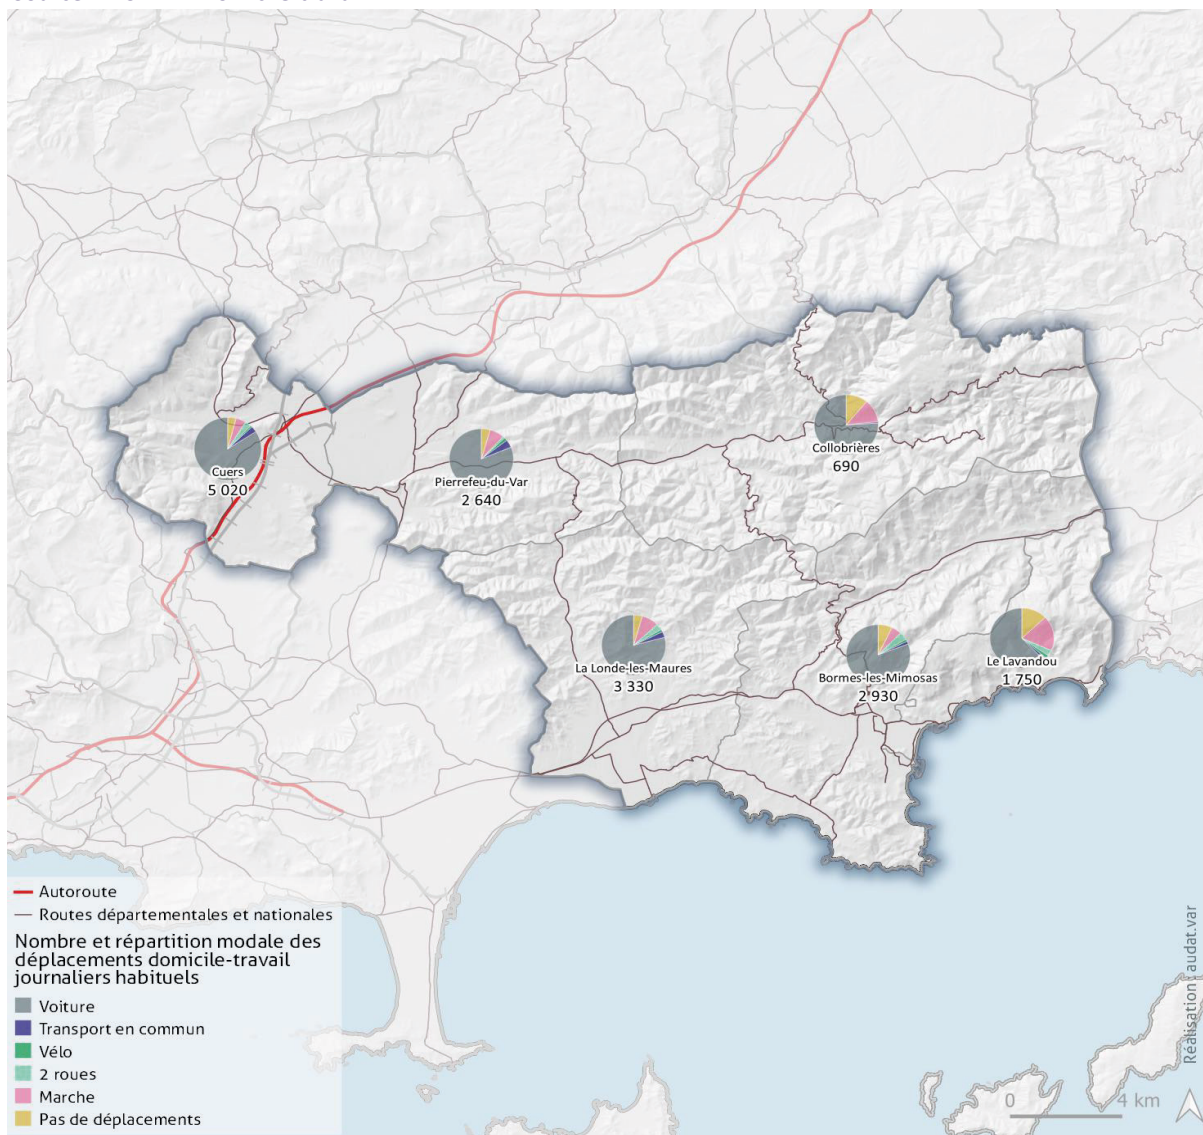 Cuers
5 020
Pierrefeu-du-Var
2 640
Collobrières
690
La Londe-les-Maures
3 330
Bormes-les-Mimosas
2 930
Le Lavandou
1 750
Autoroute
Routes départementales et nationales
Nombre et répartition modale des
déplacements domicile-travail
journaliers habituels
Voiture
Transport en commun
Vélo
2 roues
Marche
Pas de déplacements
0 4 km
Réalisation : audat.var